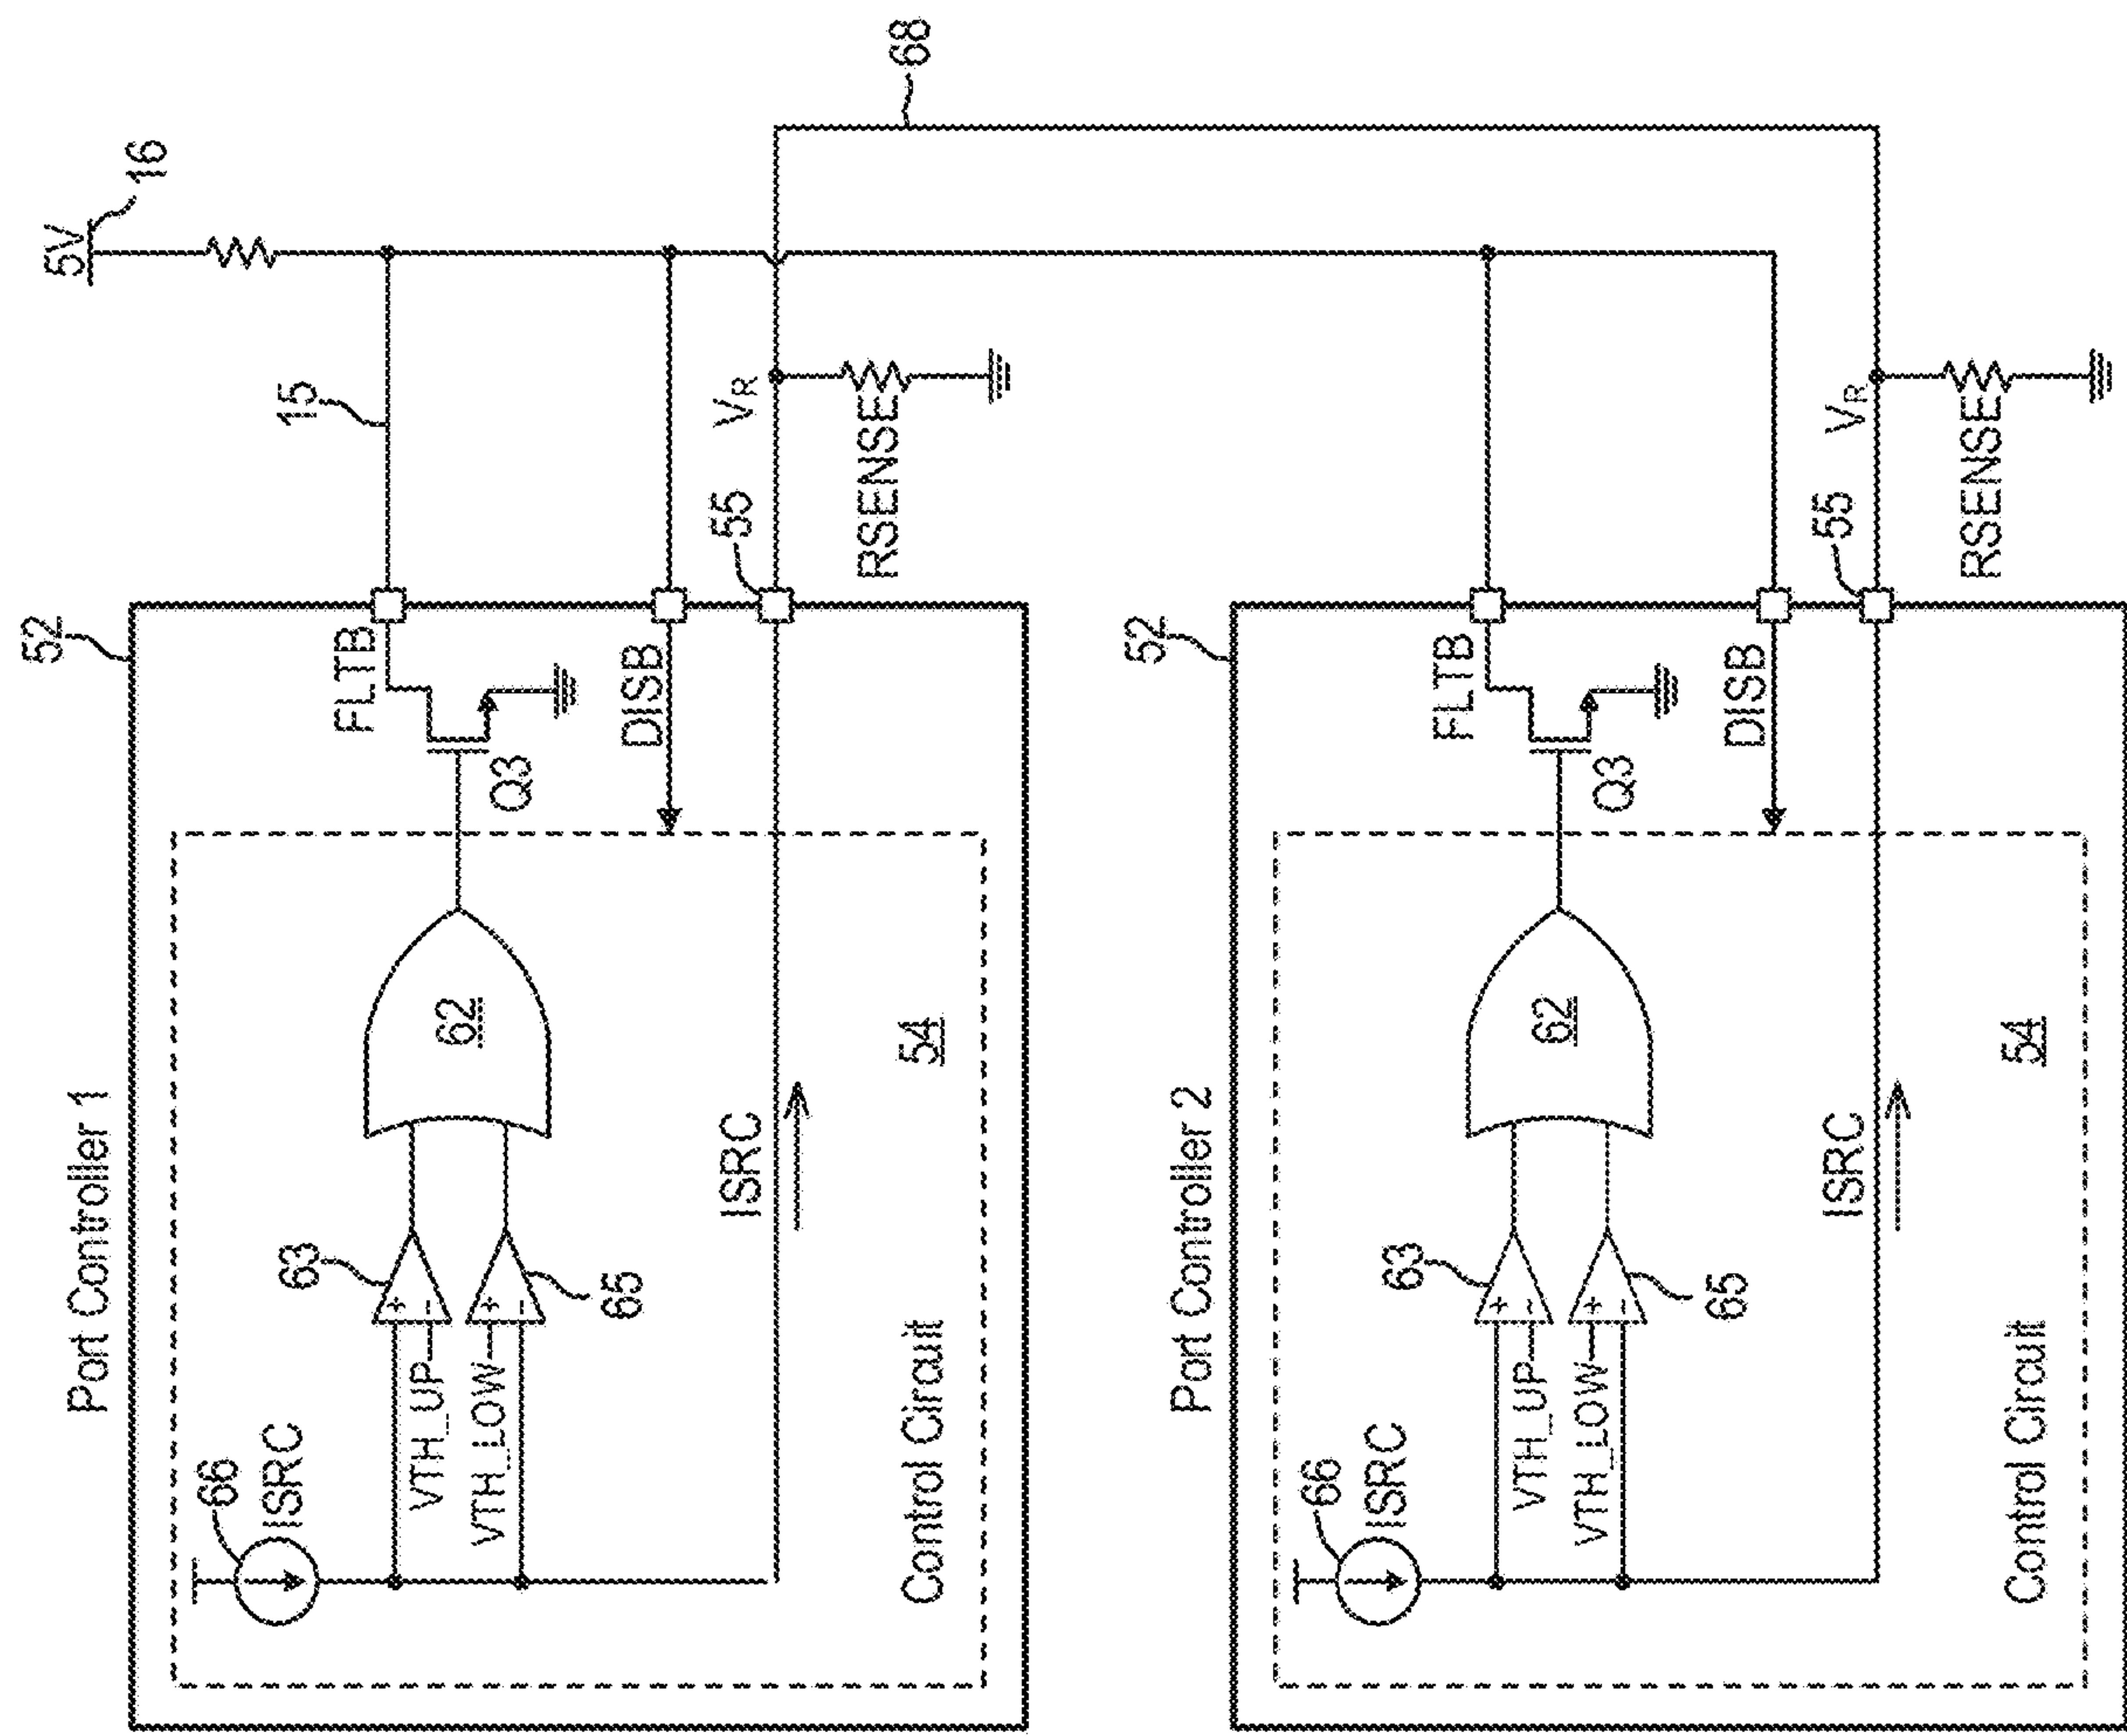 Port Controller 1
52
66
ISRC
63
VTH_UP
VTH_LOW
65
62
Q3
FLTB
DISB
ISRC
55
VR
RSENSE
Control Circuit
54
15
5V
16
68
Port Controller 2
52
66
ISRC
63
VTH_UP
VTH_LOW
65
62
Q3
FLTB
DISB
ISRC
55
VR
RSENSE
Control Circuit
54